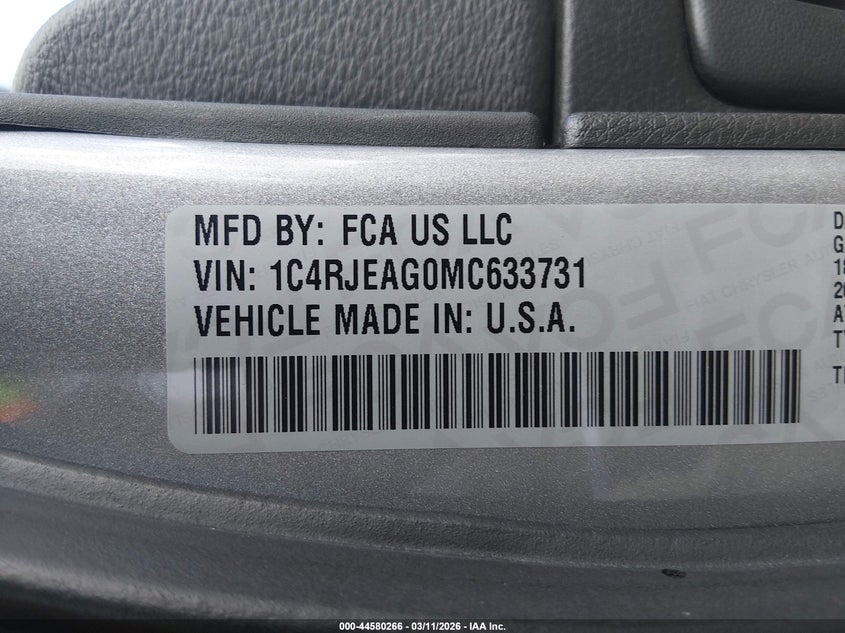 MFD BY: FCA US LLC
VIN: 1C4RJEAG0MC633731
VEHICLE MADE IN: U.S.A.
000-44580266 - 03/11/2026 - IAA Inc.